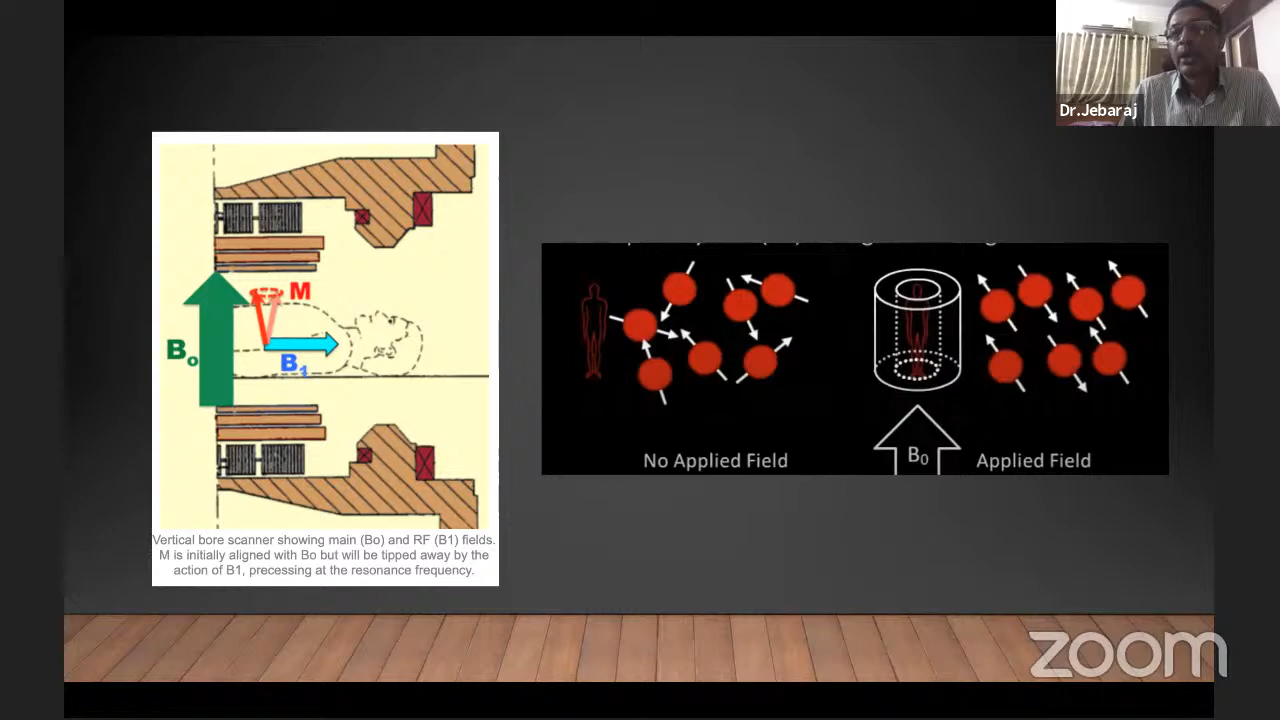 Dr.Jebaraj
M
Bo
B1
Vertical bore scanner showing main (Bo) and RF (B1) fields.
M is initially aligned with Bo but will be tipped away by the
action of B1, precessing at the resonance frequency.
B0
No Applied Field
Applied Field
zoom